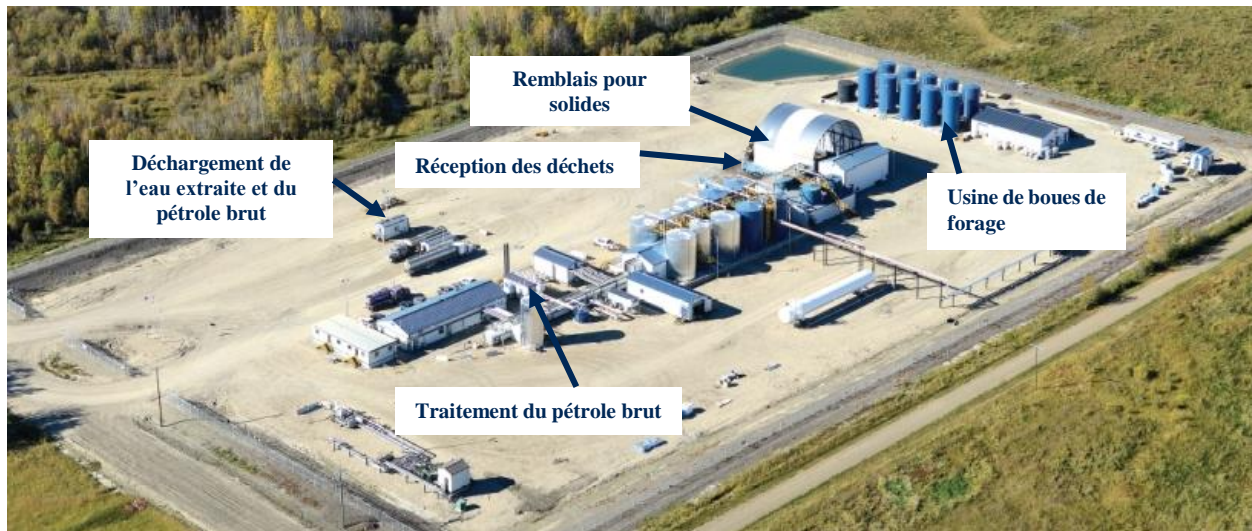 Remblais pour
solides
Déchargement de
l’eau extraite et du
pétrole brut
Réception des déchets
Usine de boues de
forage
Traitement du pétrole brut